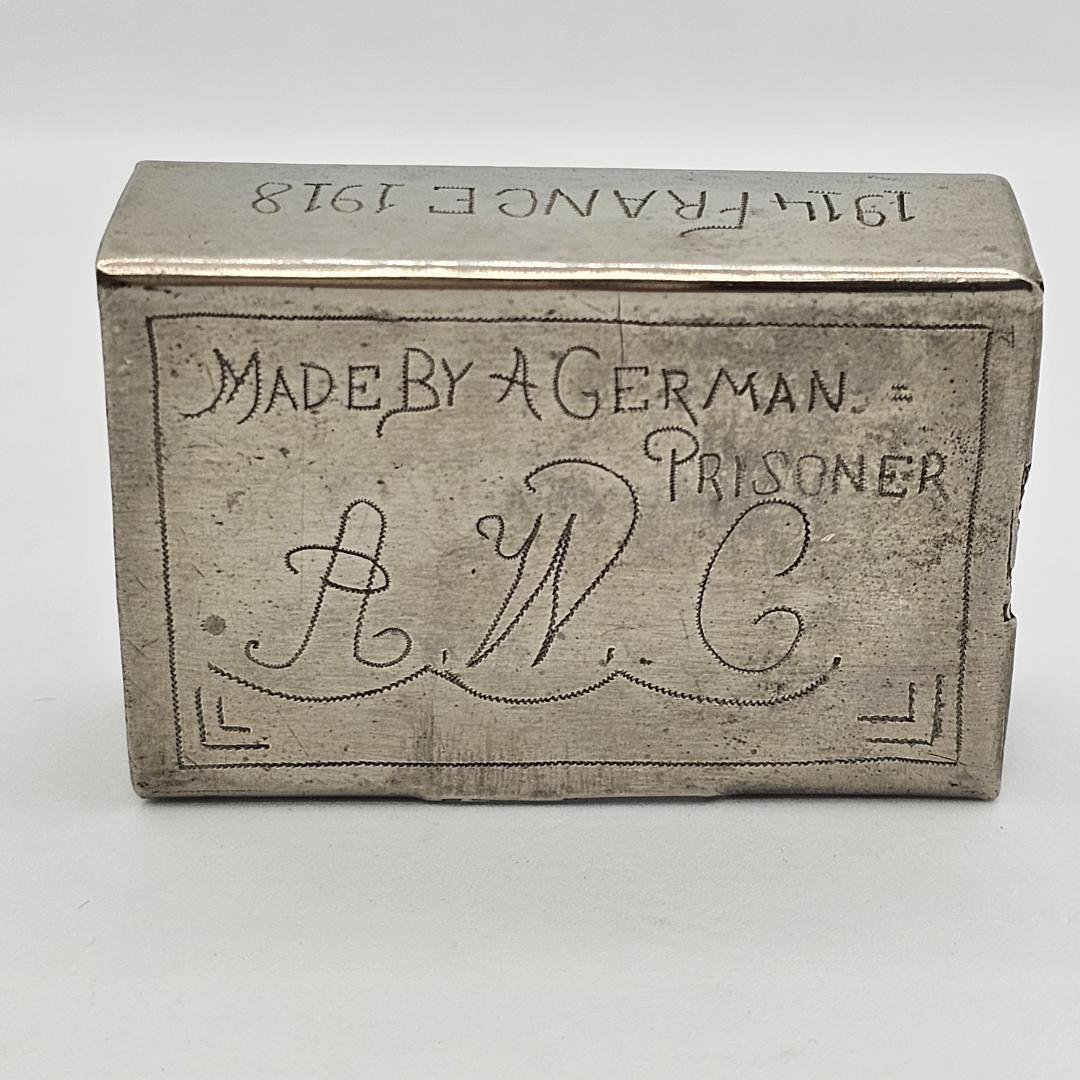 1914 FRANCE 1918
MADE BY A GERMAN =
PRISONER
A. W. C.